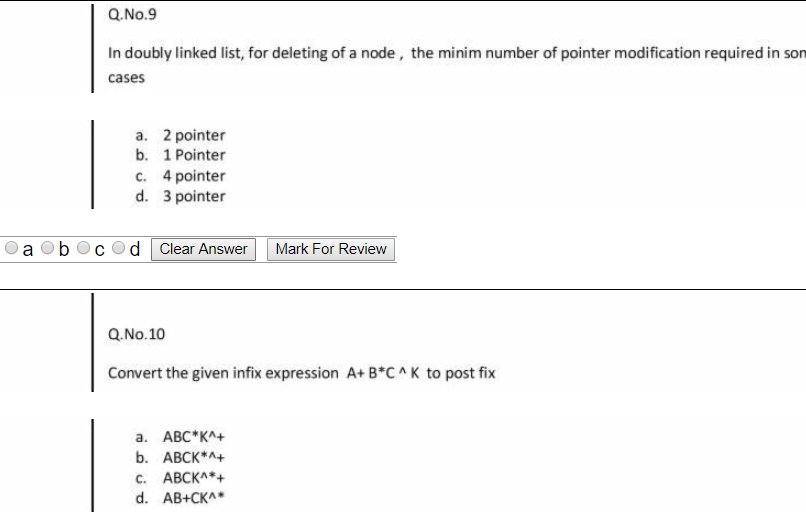 Q.No.9
In doubly linked list, for deleting of a node , the minim number of pointer modification required in
cases
a. 2 pointer
b. 1 Pointer
c. 4 pointer
d. 3 pointer
a b c d Clear Answer Mark For Review
Q.No.10
Convert the given infix expression A+ B*C ^ K to post fix
a. ABC*K^+
b. ABCK*^+
c. ABCK^*+
d. AB+CK^*